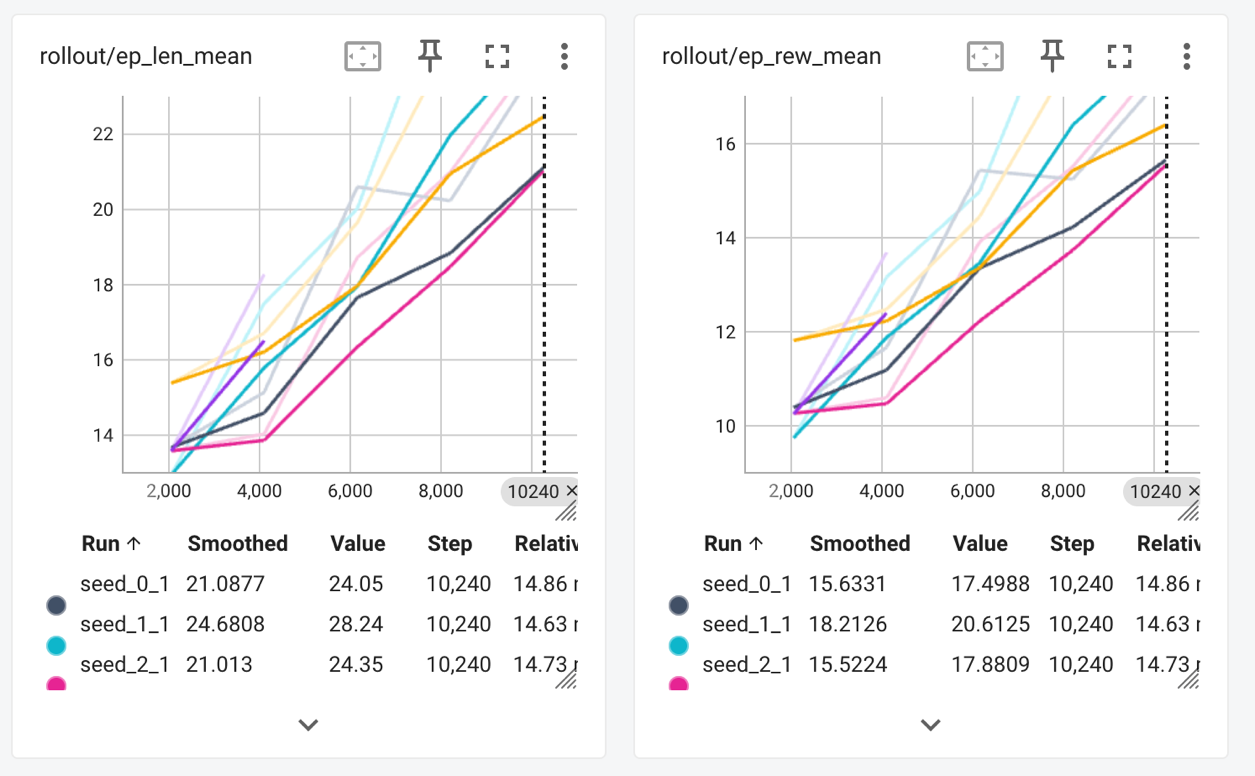 rollout/ep_len_mean
22
20
18
16
14
2,000 4,000 6,000 8,000 10240 ×
Run ↑ Smoothed Value Step Relativ
seed_0_1 21.0877 24.05 10,240 14.86 r
seed_1_1 24.6808 28.24 10,240 14.63 r
seed_2_1 21.013 24.35 10,240 14.73 r
rollout/ep_rew_mean
16
14
12
10
2,000 4,000 6,000 8,000 10240 ×
Run ↑ Smoothed Value Step Relativ
seed_0_1 15.6331 17.4988 10,240 14.86 r
seed_1_1 18.2126 20.6125 10,240 14.63 r
seed_2_1 15.5224 17.8809 10,240 14.73 r